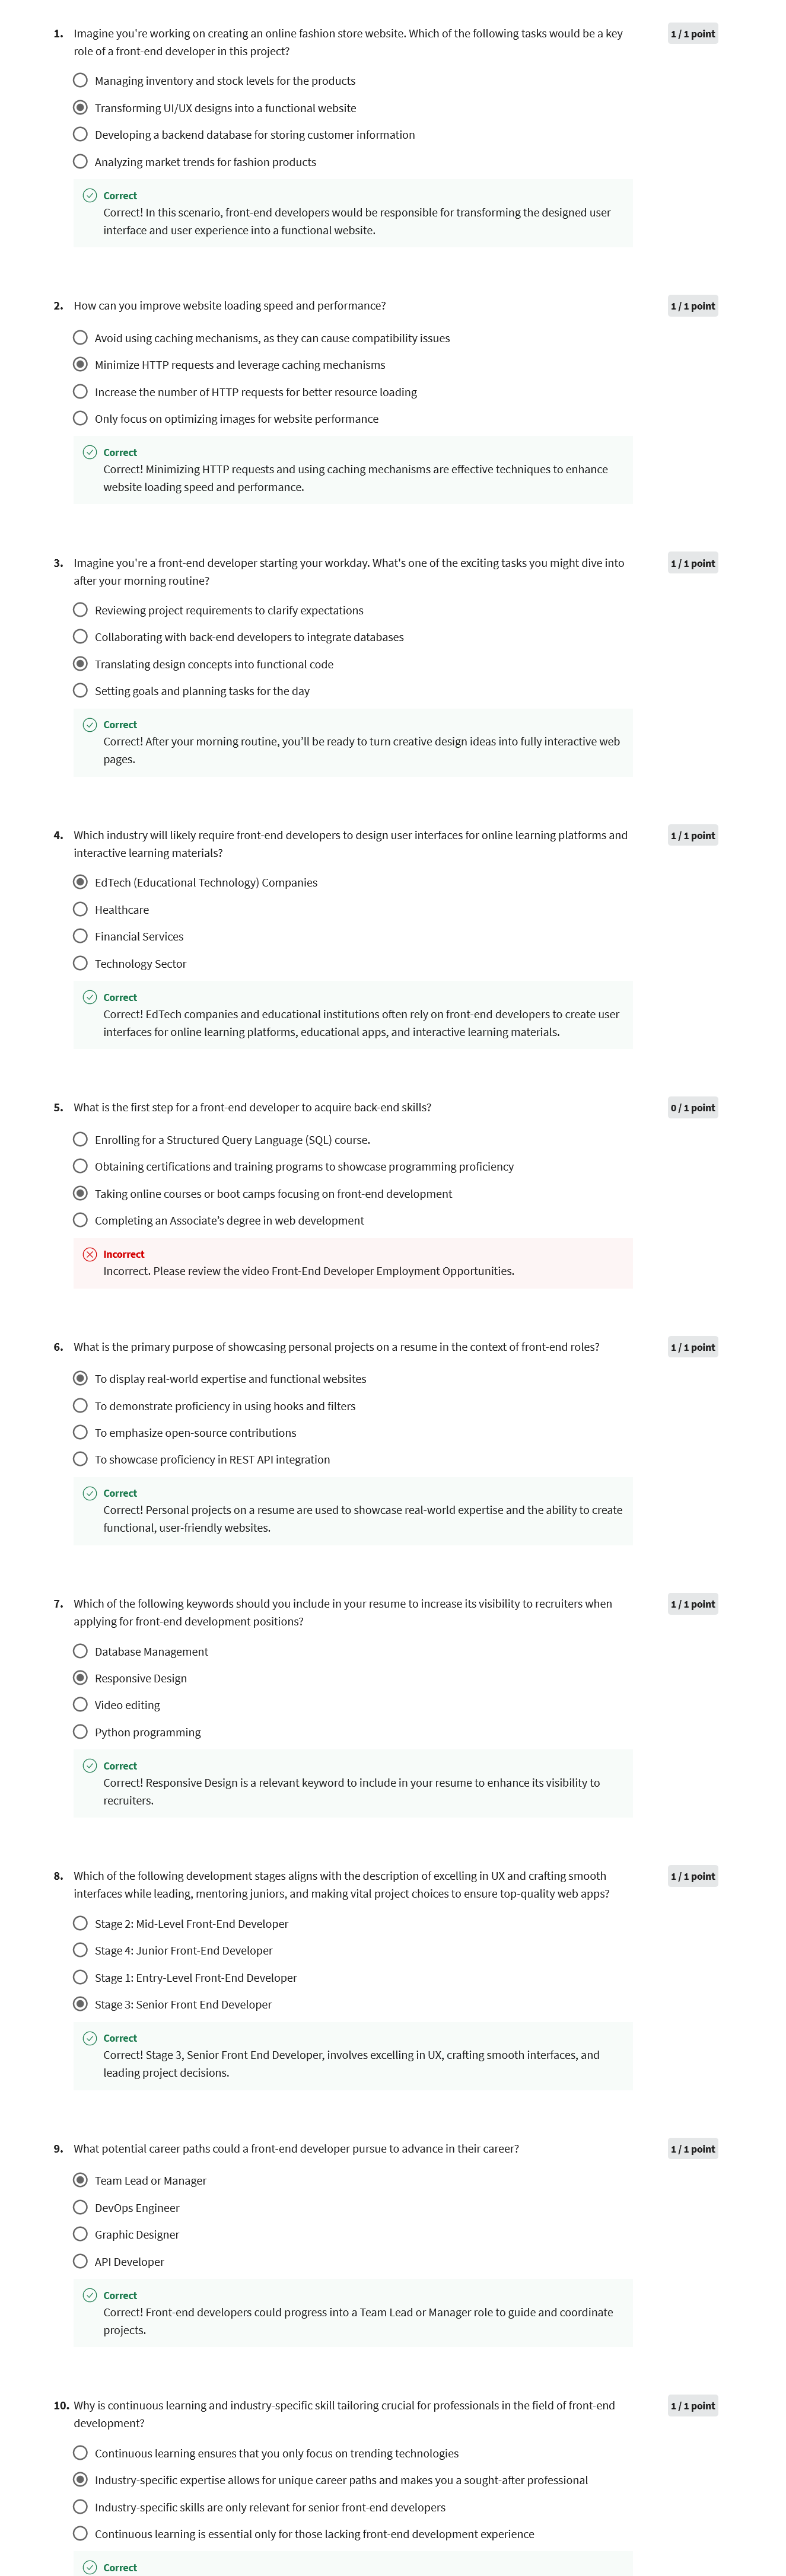 1. Imagine you're working on creating an online fashion store website. Which of the following tasks would be a key
role of a front-end developer in this project?
1 / 1 point
Managing inventory and stock levels for the products
Transforming UI/UX designs into a functional website
Developing a backend database for storing customer information
Analyzing market trends for fashion products
Correct
Correct! In this scenario, front-end developers would be responsible for transforming the designed user
interface and user experience into a functional website.
2. How can you improve website loading speed and performance?
1 / 1 point
Avoid using caching mechanisms, as they can cause compatibility issues
Minimize HTTP requests and leverage caching mechanisms
Increase the number of HTTP requests for better resource loading
Only focus on optimizing images for website performance
Correct
Correct! Minimizing HTTP requests and using caching mechanisms are effective techniques to enhance
website loading speed and performance.
3. Imagine you're a front-end developer starting your workday. What's one of the exciting tasks you might dive into
after your morning routine?
1 / 1 point
Reviewing project requirements to clarify expectations
Collaborating with back-end developers to integrate databases
Translating design concepts into functional code
Setting goals and planning tasks for the day
Correct
Correct! After your morning routine, you'll be ready to turn creative design ideas into fully interactive web
pages.
4. Which industry will likely require front-end developers to design user interfaces for online learning platforms and
interactive learning materials?
1 / 1 point
EdTech (Educational Technology) Companies
Healthcare
Financial Services
Technology Sector
Correct
Correct! EdTech companies and educational institutions often rely on front-end developers to create user
interfaces for online learning platforms, educational apps, and interactive learning materials.
5. What is the first step for a front-end developer to acquire back-end skills?
0 / 1 point
Enrolling for a Structured Query Language (SQL) course.
Obtaining certifications and training programs to showcase programming proficiency
Taking online courses or boot camps focusing on front-end development
Completing an Associate's degree in web development
Incorrect
Incorrect. Please review the video Front-End Developer Employment Opportunities.
6. What is the primary purpose of showcasing personal projects on a resume in the context of front-end roles?
1 / 1 point
To display real-world expertise and functional websites
To demonstrate proficiency in using hooks and filters
To emphasize open-source contributions
To showcase proficiency in REST API integration
Correct
Correct! Personal projects on a resume are used to showcase real-world expertise and the ability to create
functional, user-friendly websites.
7. Which of the following keywords should you include in your resume to increase its visibility to recruiters when
applying for front-end development positions?
1 / 1 point
Database Management
Responsive Design
Video editing
Python programming
Correct
Correct! Responsive Design is a relevant keyword to include in your resume to enhance its visibility to
recruiters.
8. Which of the following development stages aligns with the description of excelling in UX and crafting smooth
interfaces while leading, mentoring juniors, and making vital project choices to ensure top-quality web apps?
1 / 1 point
Stage 2: Mid-Level Front-End Developer
Stage 4: Junior Front-End Developer
Stage 1: Entry-Level Front-End Developer
Stage 3: Senior Front End Developer
Correct
Correct! Stage 3, Senior Front End Developer, involves excelling in UX, crafting smooth interfaces, and
leading project decisions.
9. What potential career paths could a front-end developer pursue to advance in their career?
1 / 1 point
Team Lead or Manager
DevOps Engineer
Graphic Designer
API Developer
Correct
Correct! Front-end developers could progress into a Team Lead or Manager role to guide and coordinate
projects.
10. Why is continuous learning and industry-specific skill tailoring crucial for professionals in the field of front-end
development?
1 / 1 point
Continuous learning ensures that you only focus on trending technologies
Industry-specific expertise allows for unique career paths and makes you a sought-after professional
Industry-specific skills are only relevant for senior front-end developers
Continuous learning is essential only for those lacking front-end development experience
Correct